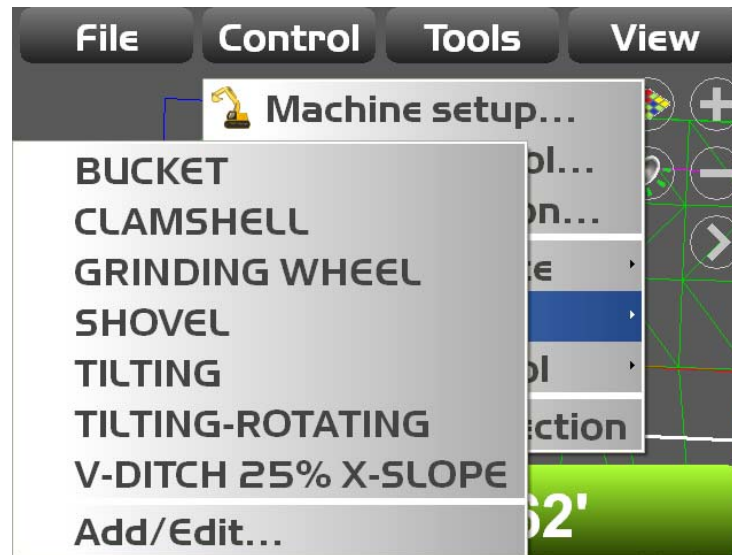 File Control Tools View
Machine setup...
BUCKET
CLAMSHELL
GRINDING WHEEL
SHOVEL
TILTING
TILTING-ROTATING
V-DITCH 25% X-SLOPE
Add/Edit...
62'